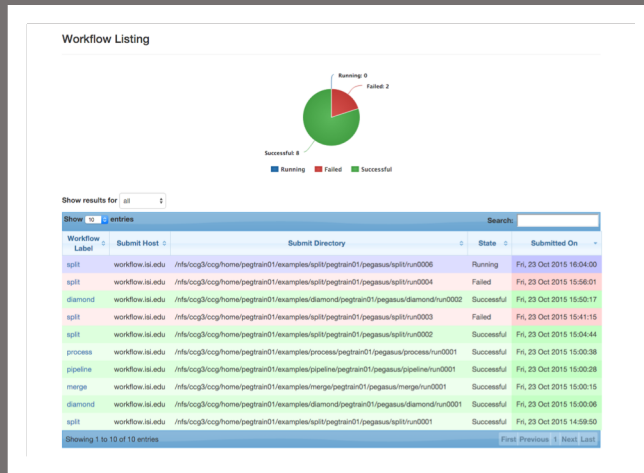 Workflow Listing
Running: 0
Failed: 2
Successful: 8
Running Failed Successful
Show results for all
Show 10 entries Search:
Workflow Label Submit Host Submit Directory State Submitted On
split workflow.isi.edu /nfs/ccg3/ccg/home/pegtrain01/examples/split/pegtrain01/pegasus/split/run0006 Running Fri, 23 Oct 2015 16:04:00
split workflow.isi.edu /nfs/ccg3/ccg/home/pegtrain01/examples/split/pegtrain01/pegasus/split/run0004 Failed Fri, 23 Oct 2015 15:56:01
diamond workflow.isi.edu /nfs/ccg3/ccg/home/pegtrain01/examples/diamond/pegtrain01/pegasus/diamond/run0002 Successful Fri, 23 Oct 2015 15:50:17
split workflow.isi.edu /nfs/ccg3/ccg/home/pegtrain01/examples/split/pegtrain01/pegasus/split/run0003 Failed Fri, 23 Oct 2015 15:41:15
split workflow.isi.edu /nfs/ccg3/ccg/home/pegtrain01/examples/split/pegtrain01/pegasus/split/run0002 Successful Fri, 23 Oct 2015 15:04:44
process workflow.isi.edu /nfs/ccg3/ccg/home/pegtrain01/examples/process/pegtrain01/pegasus/process/run0001 Successful Fri, 23 Oct 2015 15:00:38
pipeline workflow.isi.edu /nfs/ccg3/ccg/home/pegtrain01/examples/pipeline/pegtrain01/pegasus/pipeline/run0001 Successful Fri, 23 Oct 2015 15:00:28
merge workflow.isi.edu /nfs/ccg3/ccg/home/pegtrain01/examples/merge/pegtrain01/pegasus/merge/run0001 Successful Fri, 23 Oct 2015 15:00:15
diamond workflow.isi.edu /nfs/ccg3/ccg/home/pegtrain01/examples/diamond/pegtrain01/pegasus/diamond/run0001 Successful Fri, 23 Oct 2015 15:00:06
split workflow.isi.edu /nfs/ccg3/ccg/home/pegtrain01/examples/split/pegtrain01/pegasus/split/run0001 Successful Fri, 23 Oct 2015 14:59:50
Showing 1 to 10 of 10 entries First Previous 1 Next Last